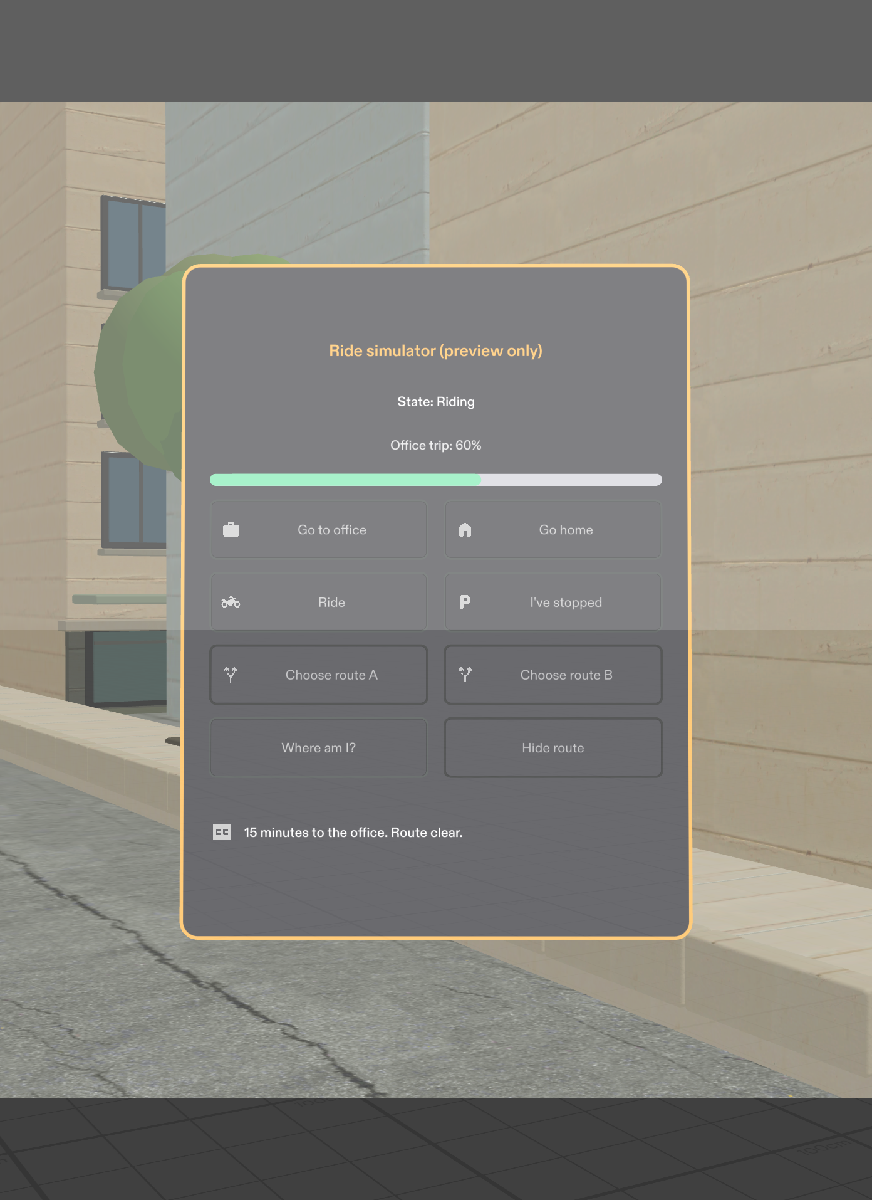 Ride simulator (preview only)
State: Riding
Office trip: 60%
Go to office
Go home
Ride
I've stopped
Choose route A
Choose route B
Where am I?
Hide route
CC 15 minutes to the office. Route clear.